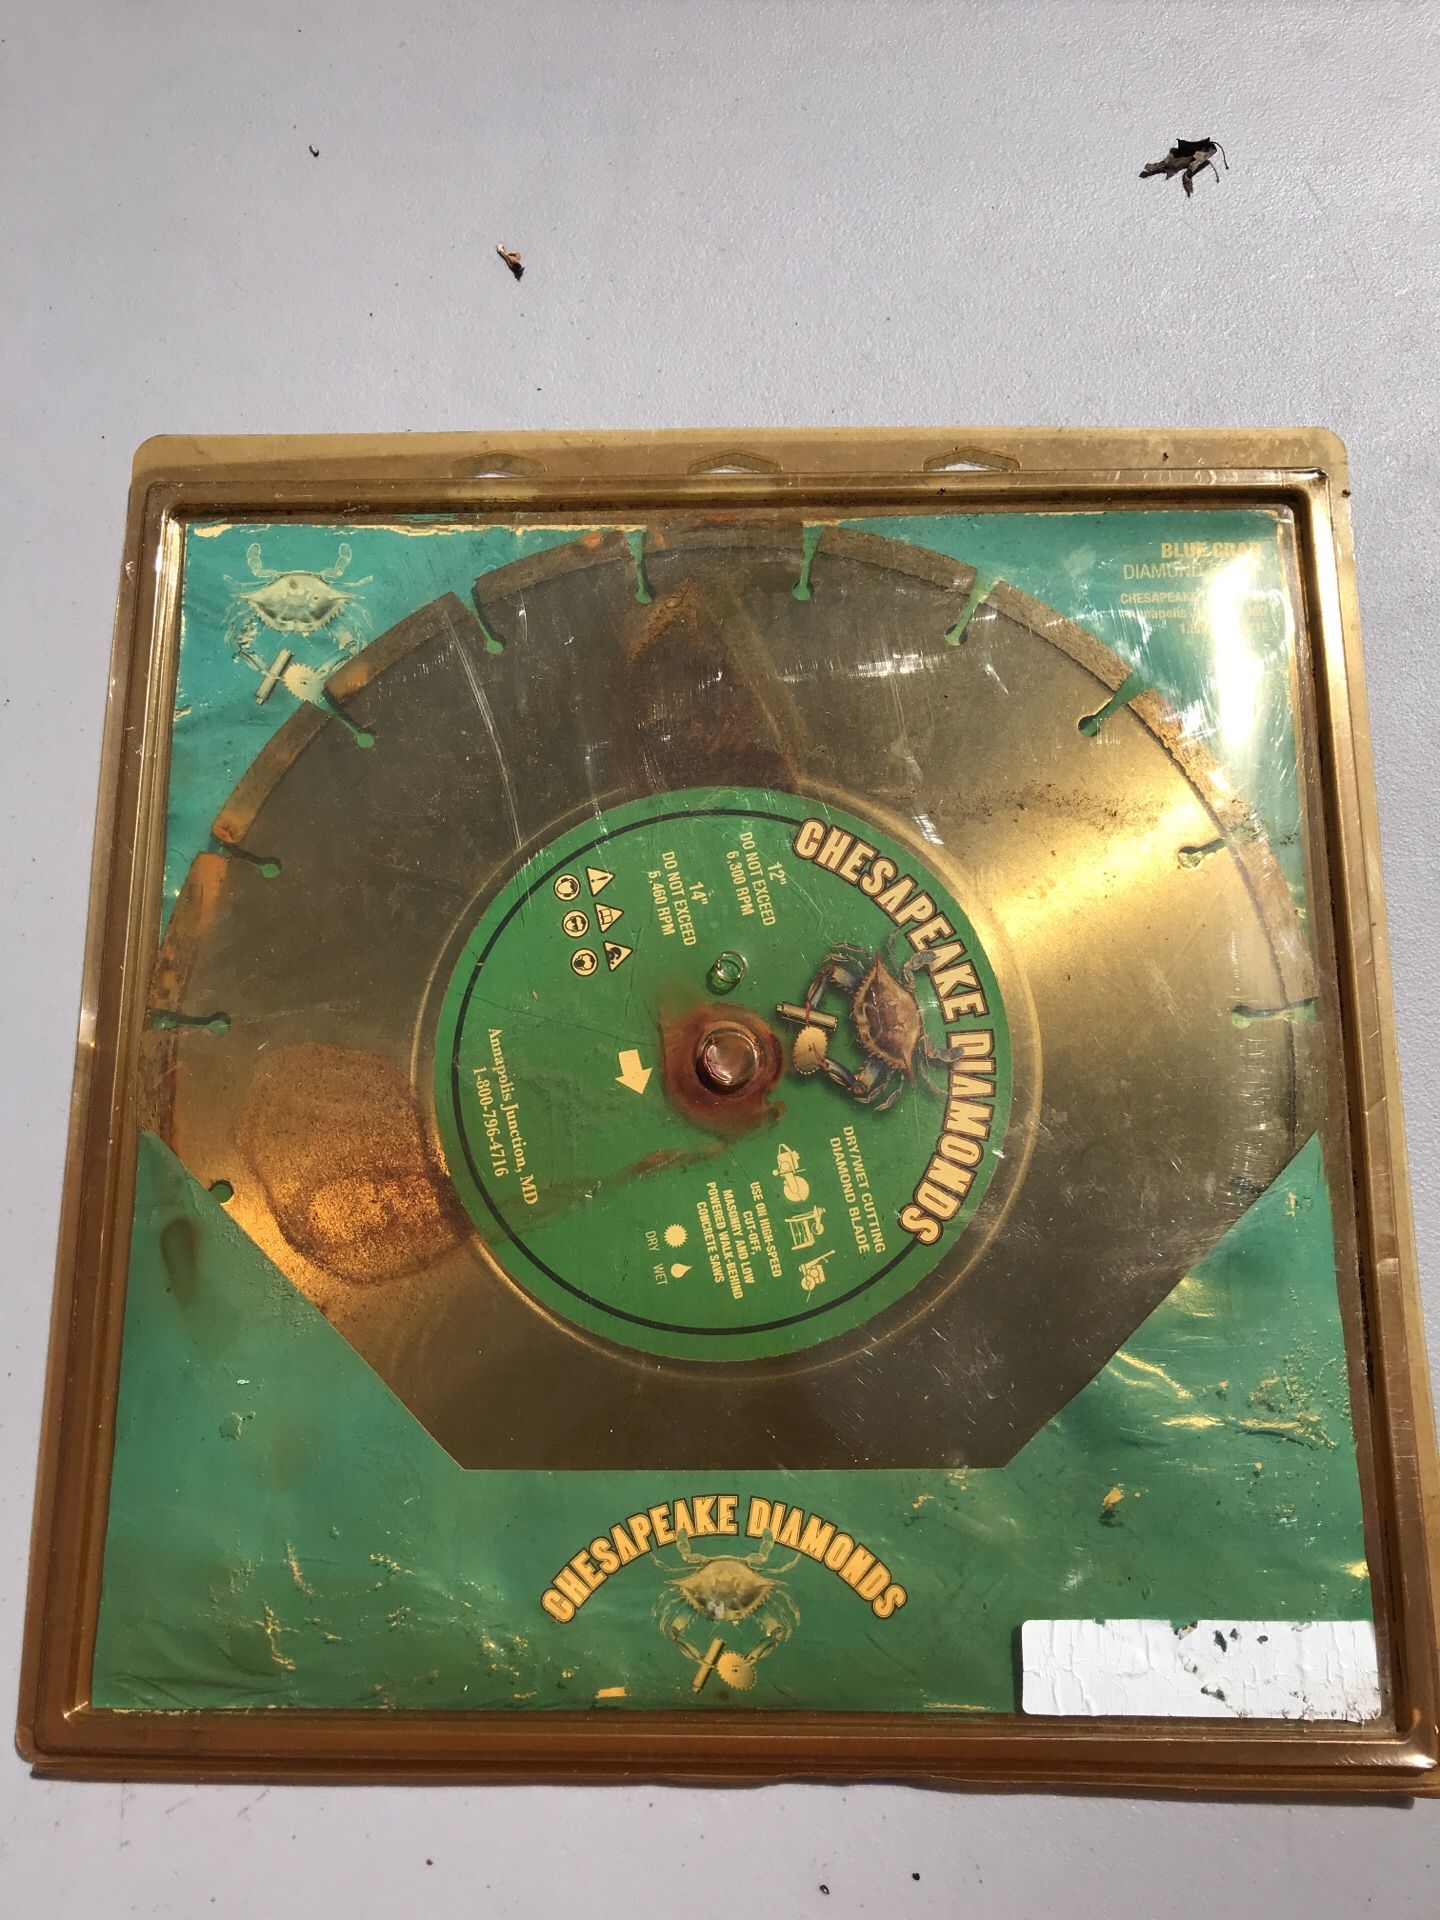 BLUE CRAB
DIAMOND
CHESAPEAKE
CHESAPEAKE DIAMONDS
12"
DO NOT EXCEED
6,300 RPM
14"
DO NOT EXCEED
5,460 RPM
DRY/WET CUTTING
DIAMOND BLADE
USE ON HIGH-SPEED
CUT-OFF,
MASONRY AND LOW
POWERED WALK-BEHIND
CONCRETE SAWS
DRY WET
Annapolis Junction, MD
1-800-796-4716
CHESAPEAKE DIAMONDS